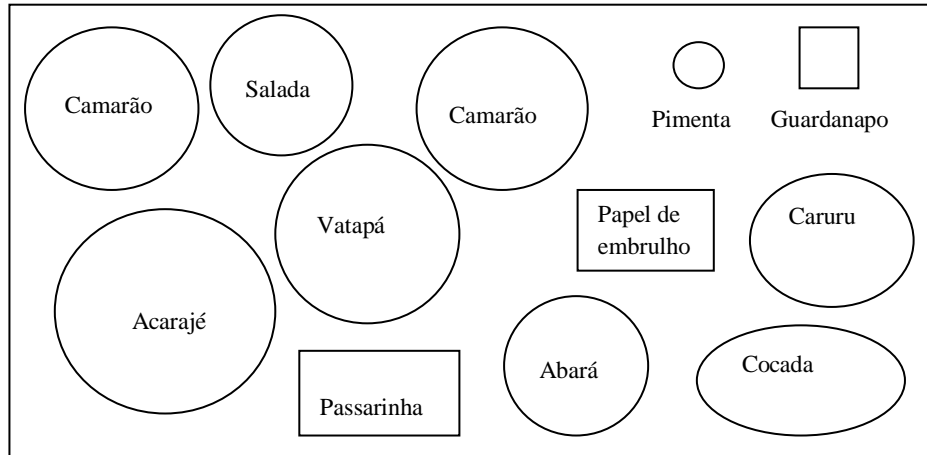 Camarão
Salada
Camarão
Pimenta
Guardanapo
Vatapá
Papel de
embrulho
Caruru
Acarajé
Passarinha
Abará
Cocada